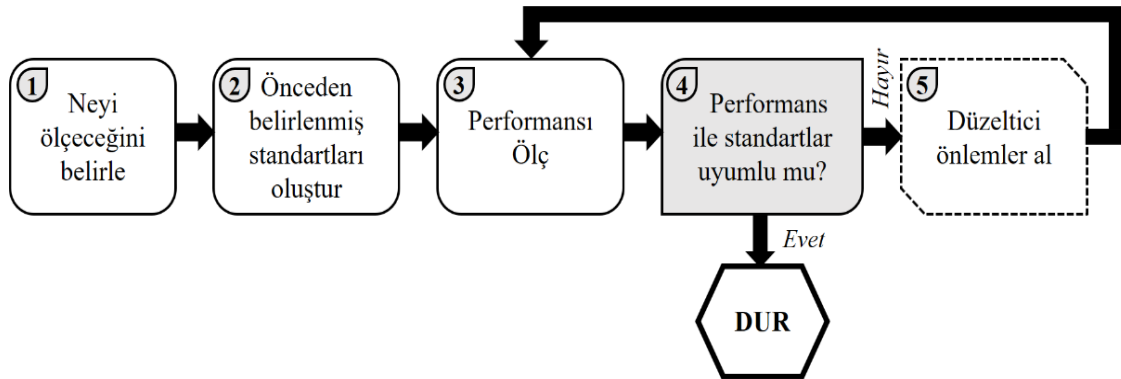 1
Neyi
ölçeceğini
belirle
2
Önceden
belirlenmiş
standartları
oluştur
3
Performansı
Ölç
4
Performans
ile standartlar
uyumlu mu?
Hayır
5
Düzeltici
önlemler al
Evet
DUR